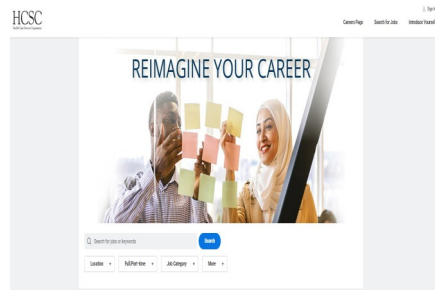 HCSC
Sign In
Careers Page
Search for Jobs
Introduce Yourself
REIMAGINE YOUR CAREER
Search for jobs or keywords
Search
Location
Full/Part-time
Job Category
More